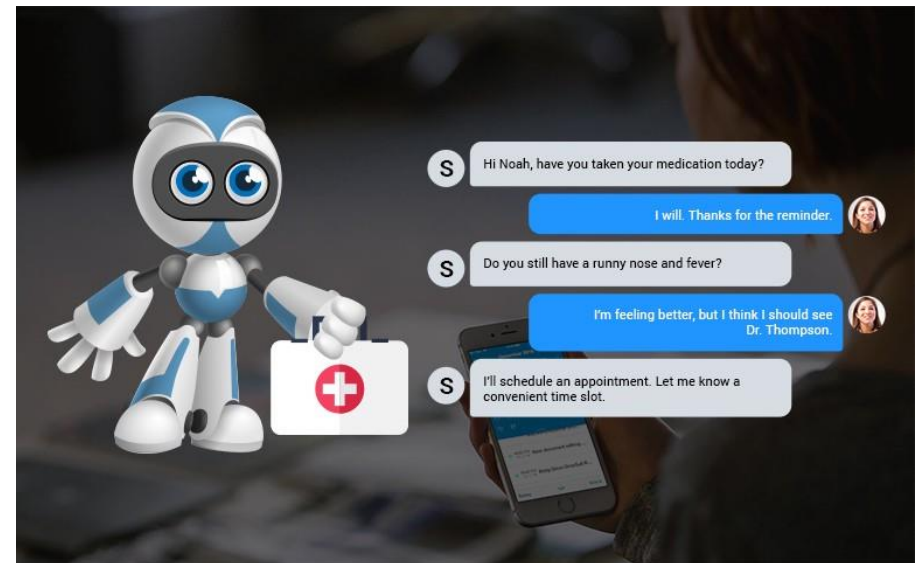 S
Hi Noah, have you taken your medication today?
I will. Thanks for the reminder.
S
Do you still have a runny nose and fever?
I'm feeling better, but I think I should see
Dr. Thompson.
S
I'll schedule an appointment. Let me know a
convenient time slot.